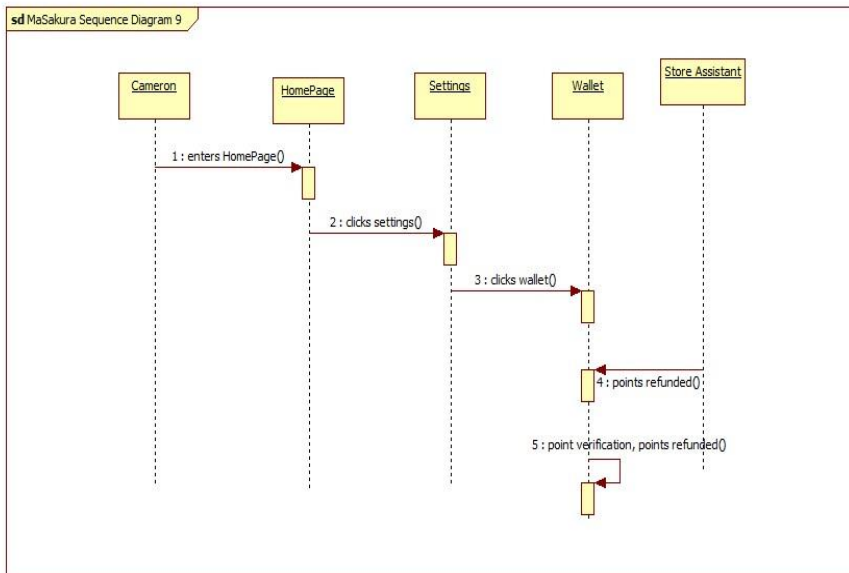 sd MaSakura Sequence Diagram 9
Cameron
HomePage
Settings
Wallet
Store Assistant
1 : enters HomePage()
2 : clicks settings()
3 : clicks wallet()
4 : points refunded()
5 : point verification, points refunded()